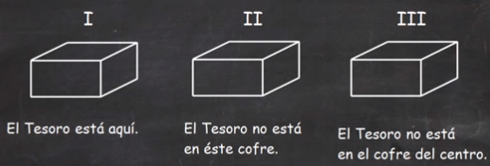 I
II
III
El Tesoro está aquí.
El Tesoro no está
en éste cofre.
El Tesoro no está
en el cofre del centro.